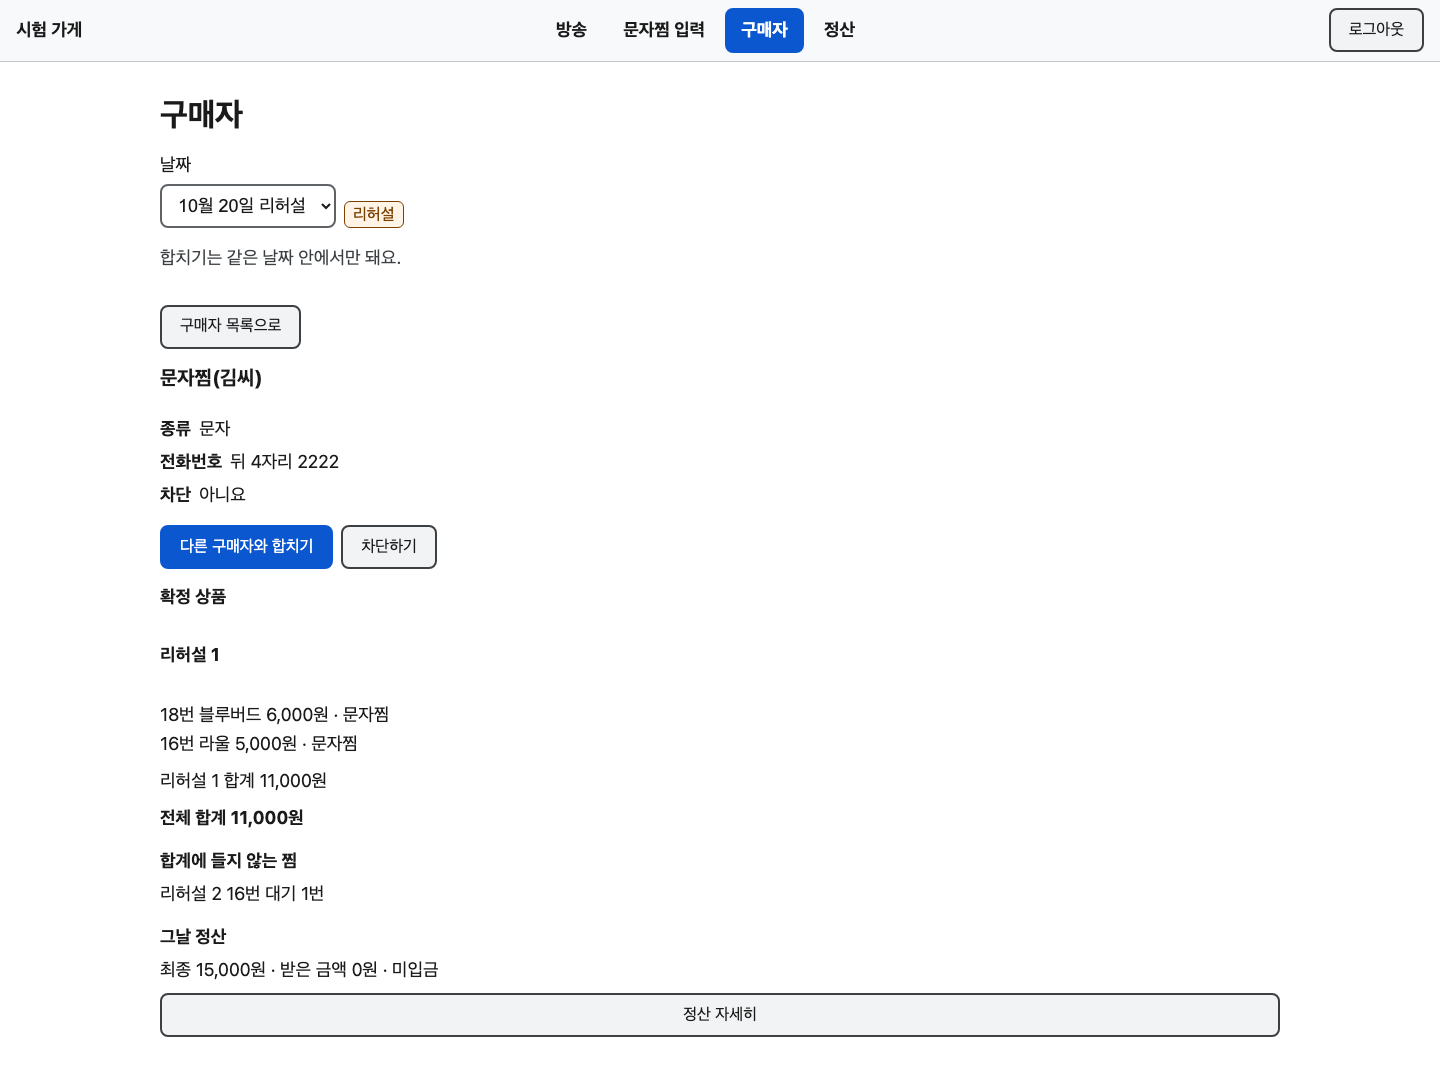 시험 가게
방송
문자찜 입력
구매자
정산
로그아웃
구매자
날짜
10월 20일 리허설
리허설
합치기는 같은 날짜 안에서만 돼요.
구매자 목록으로
문자찜(김씨)
종류 문자
전화번호 뒤 4자리 2222
차단 아니요
다른 구매자와 합치기
차단하기
확정 상품
리허설 1
18번 블루버드 6,000원 · 문자찜
16번 라울 5,000원 · 문자찜
리허설 1 합계 11,000원
전체 합계 11,000원
합계에 들지 않는 찜
리허설 2 16번 대기 1번
그날 정산
최종 15,000원 · 받은 금액 0원 · 미입금
정산 자세히